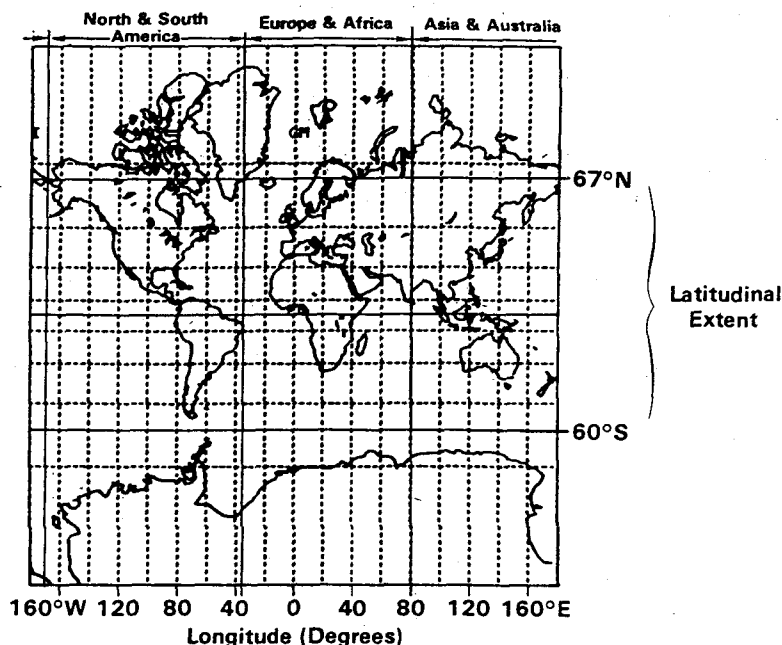 North & South
America
Europe & Africa
Asia & Australia
GM
67°N
Latitudinal
Extent
60°S
160°W 120 80 40 0 40 80 120 160°E
Longitude (Degrees)